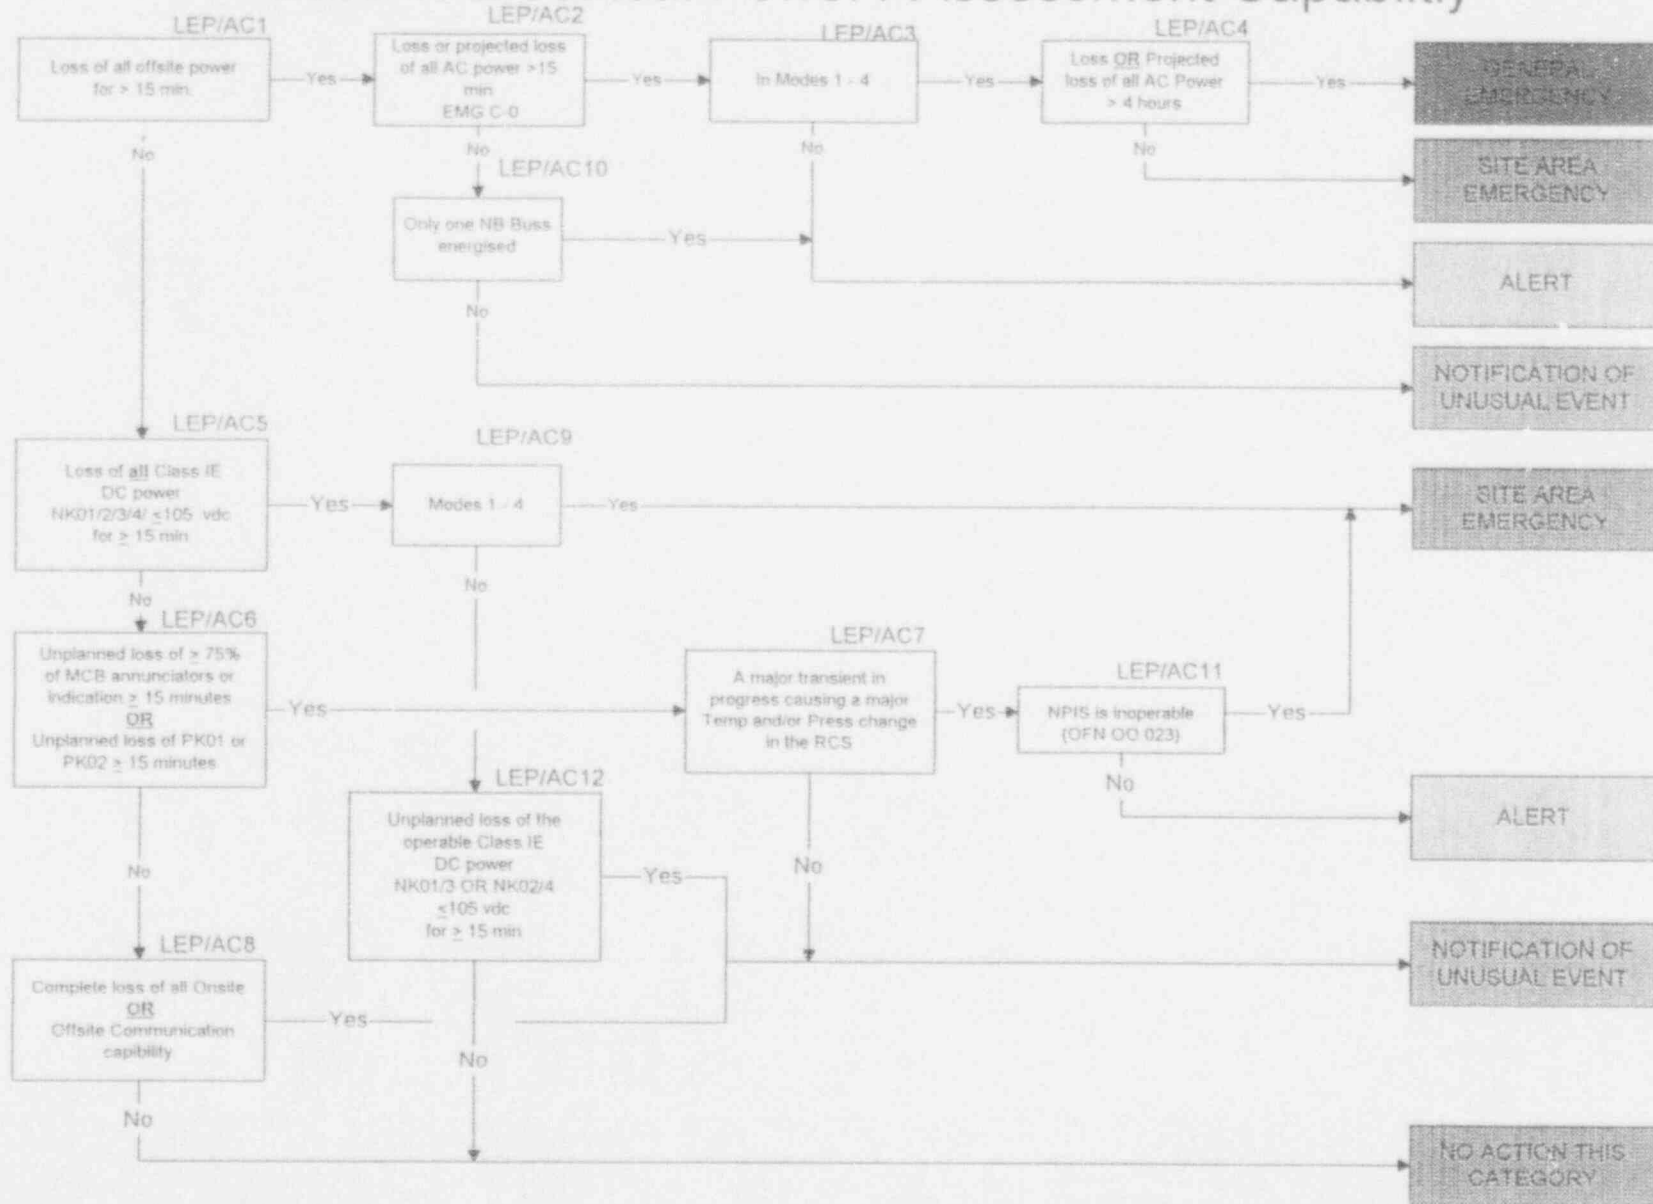 Assessment Capability
LEP/AC1
Loss of all offsite power
for > 15 min.
Yes
No
LEP/AC2
Loss or projected loss
of all AC power >15
min
EMG C-0
Yes
No
LEP/AC3
In Modes 1 - 4
Yes
No
LEP/AC4
Loss OR Projected
loss of all AC Power
> 4 hours
Yes
No
GENERAL
EMERGENCY
SITE AREA
EMERGENCY
LEP/AC10
Only one NB Buss
energised
Yes
No
ALERT
NOTIFICATION OF
UNUSUAL EVENT
LEP/AC5
Loss of all Class IE
DC power
NK01/2/3/4/ ≤105 vdc
for ≥ 15 min
Yes
No
LEP/AC9
Modes 1 - 4
Yes
No
SITE AREA
EMERGENCY
LEP/AC6
Unplanned loss of ≥ 75%
of MCB annunciators or
indication ≥ 15 minutes
OR
Unplanned loss of PK01 or
PK02 ≥ 15 minutes
Yes
No
LEP/AC7
A major transient in
progress causing a major
Temp and/or Press change
in the RCS
Yes
No
LEP/AC11
NPIS is inoperable
(OFN OO 023)
Yes
No
ALERT
LEP/AC12
Unplanned loss of the
operable Class IE
DC power
NK01/3 OR NK02/4
≤105 vdc
for ≥ 15 min
Yes
No
NOTIFICATION OF
UNUSUAL EVENT
LEP/AC8
Complete loss of all Onsite
OR
Offsite Communication
capibility
Yes
No
NO ACTION THIS
CATEGORY